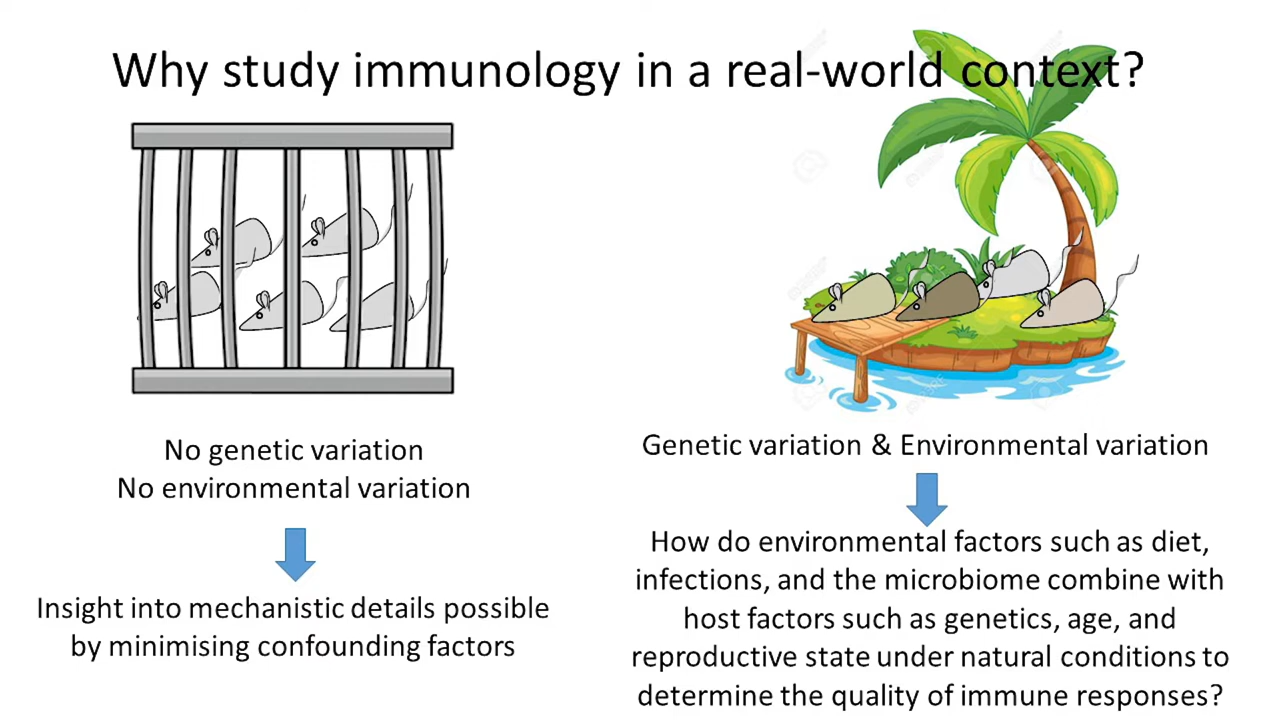 Why study immunology in a real-world context?
No genetic variation
No environmental variation
Insight into mechanistic details possible
by minimising confounding factors
Genetic variation & Environmental variation
How do environmental factors such as diet,
infections, and the microbiome combine with
host factors such as genetics, age, and
reproductive state under natural conditions to
determine the quality of immune responses?